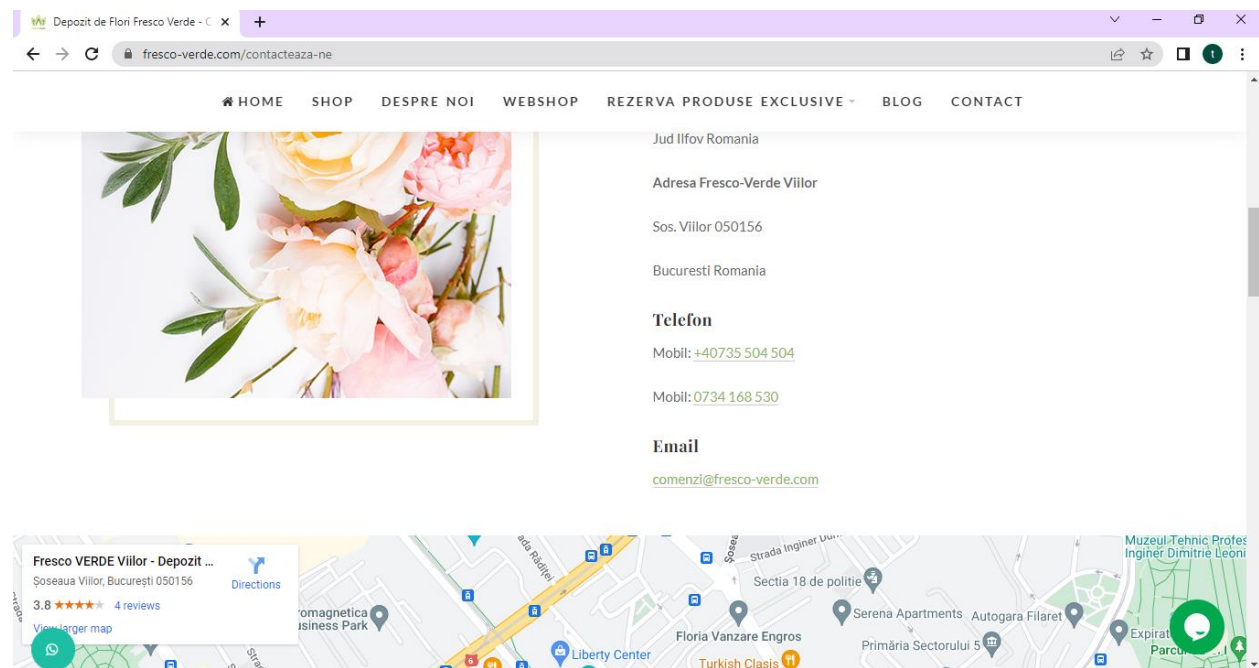 Depozit de Flori Fresco Verde - C
fresco-verde.com/contacteaza-ne
t
HOME SHOP DESPRE NOI WEBSHOP REZERVA PRODUSE EXCLUSIVE BLOG CONTACT
Jud Ilfov Romania
Adresa Fresco-Verde Viilor
Sos. Viilor 050156
Bucuresti Romania
Telefon
Mobil: +40735 504 504
Mobil: 0734 168 530
Email
comenzi@fresco-verde.com
Fresco VERDE Viilor - Depozit ...
Șoseaua Viilor, București 050156
Directions
3.8 4 reviews
View larger map
Strada Inginer
Muzeul Tehnic Profes
Inginer Dimitrie Leoni
Sectia 18 de politie
Serena Apartments
Autogara Filaret
Floria Vanzare Engros
Primăria Sectorului 5
Expirat
Liberty Center
Turkish Clasis